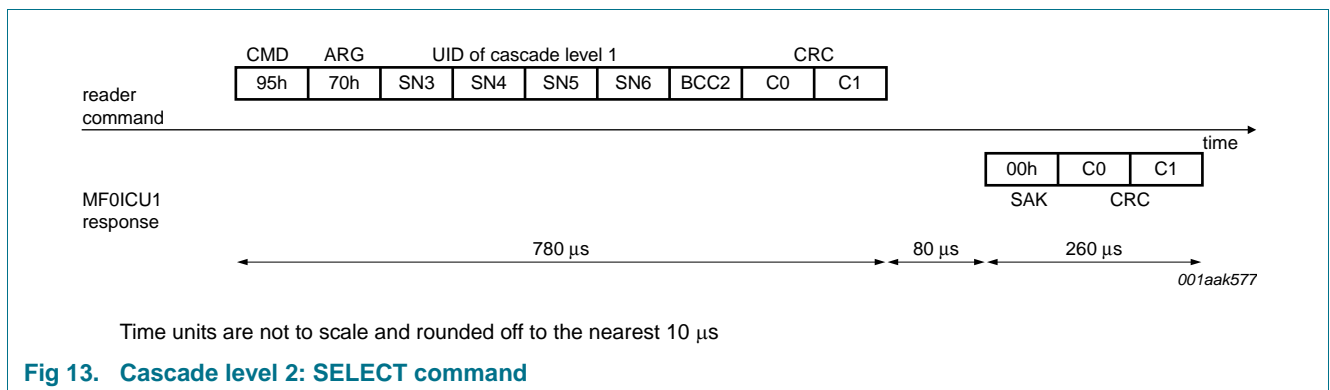 CMD ARG UID of cascade level 1 CRC
95h 70h SN3 SN4 SN5 SN6 BCC2 C0 C1
reader
command
time
00h C0 C1
MF0ICU1
response
SAK CRC
780 μs 80 μs 260 μs
001aak577
Time units are not to scale and rounded off to the nearest 10 μs
Fig 13. Cascade level 2: SELECT command